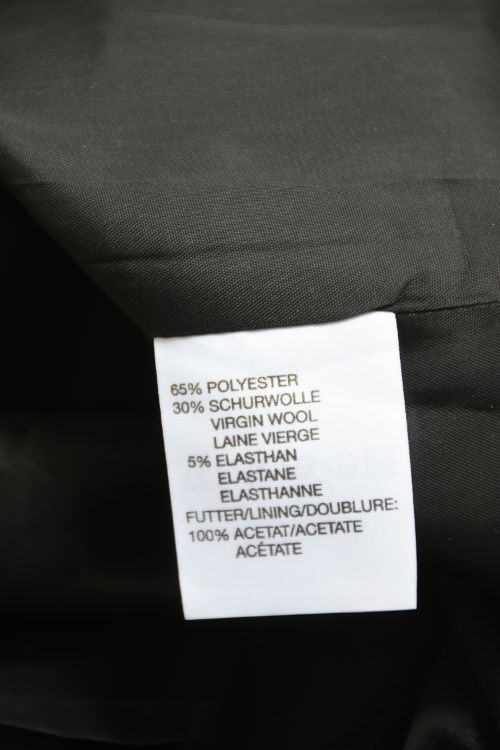 65% POLYESTER
30% SCHURWOLLE
VIRGIN WOOL
LAINE VIERGE
5% ELASTHAN
ELASTANE
ELASTHANNE
FUTTER/LINING/DOUBLURE:
100% ACETAT/ACETATE
ACÉTATE